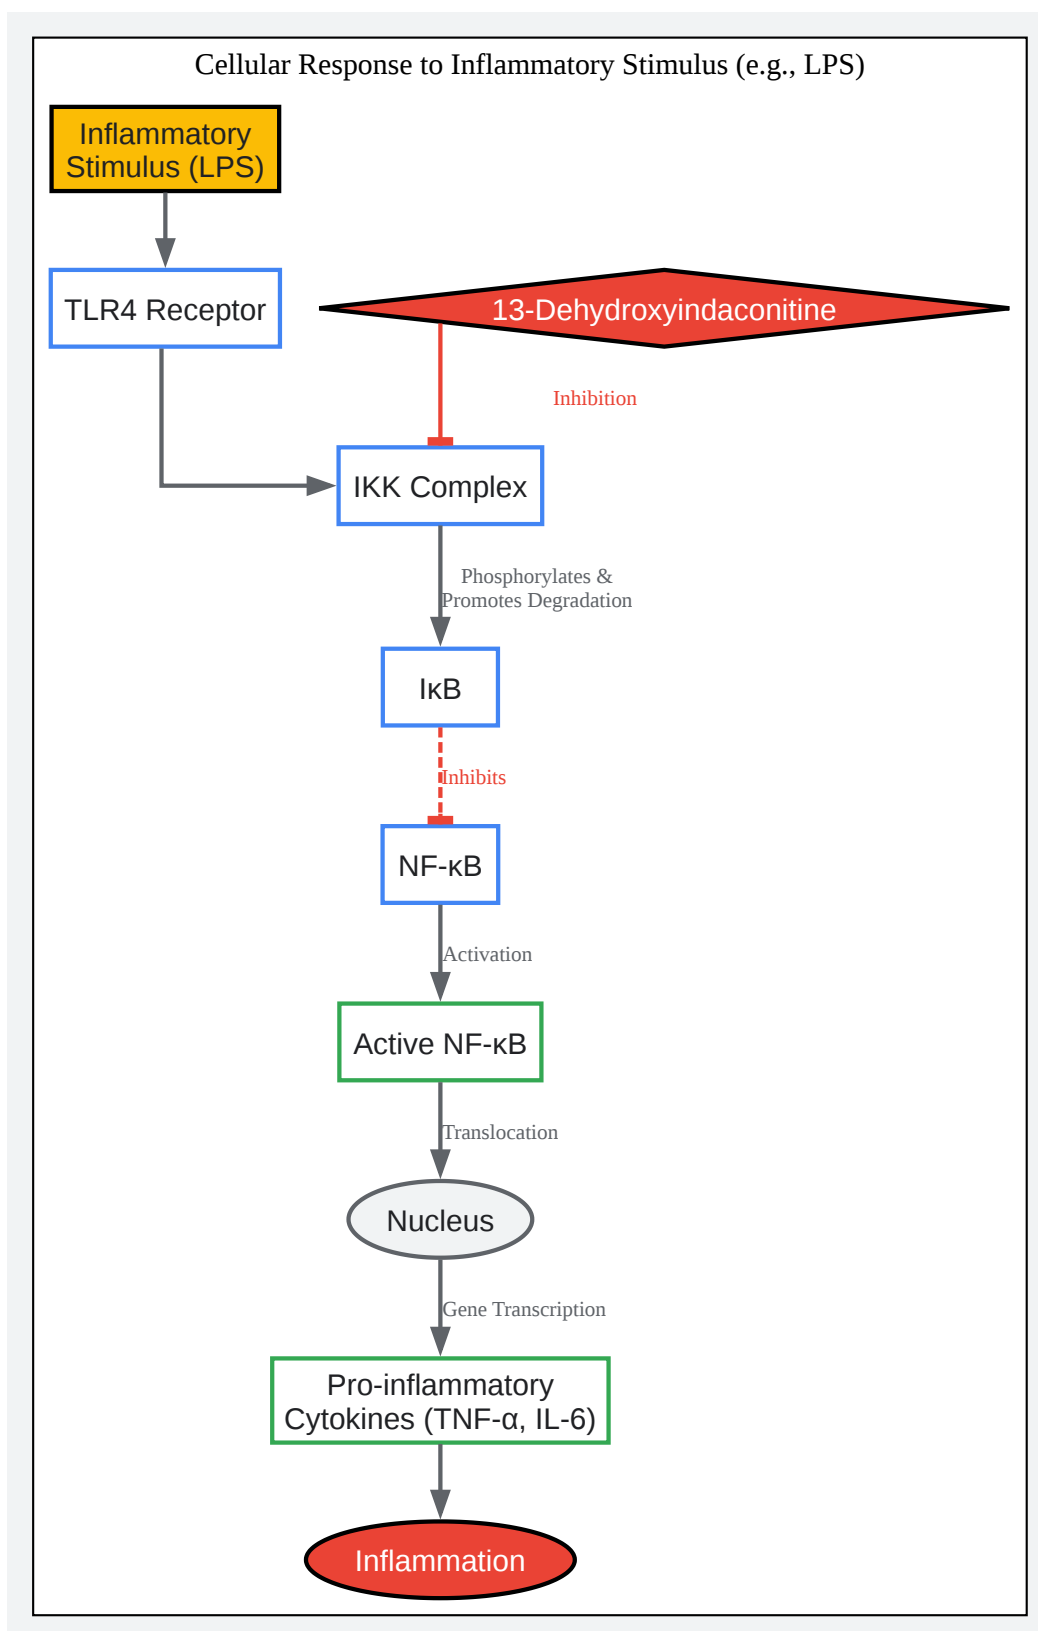 Cellular Response to Inflammatory Stimulus (e.g., LPS)
Inflammatory
Stimulus (LPS)
TLR4 Receptor
13-Dehydroxyindaconitine
Inhibition
IKK Complex
Phosphorylates &
Promotes Degradation
IκB
Inhibits
NF-κB
Activation
Active NF-κB
Translocation
Nucleus
Gene Transcription
Pro-inflammatory
Cytokines (TNF-α, IL-6)
Inflammation